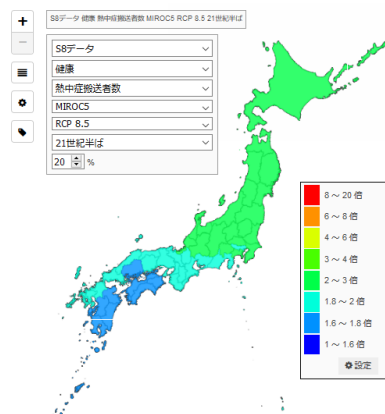 +
S8データ 健康 熱中症搬送者数 MIROC5 RCP 8.5 21世紀半ば
−
S8データ
健康
熱中症搬送者数
MIROC5
RCP 8.5
21世紀半ば
20 %
8～20 倍
6～8 倍
4～6 倍
3～4 倍
2～3 倍
1.8～2 倍
1.6～1.8 倍
1～1.6 倍
設定